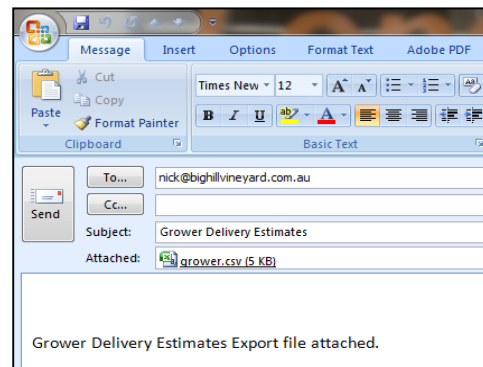 Message Insert Options Format Text Adobe PDF
Cut
Copy
Format Painter
Paste
Times New 12 A A
B I U ab A
ABC
Clipboard Basic Text
To... nick@bighillvineyard.com.au
Cc...
Send
Subject: Grower Delivery Estimates
Attached: grower.csv (5 KB)
Grower Delivery Estimates Export file attached.